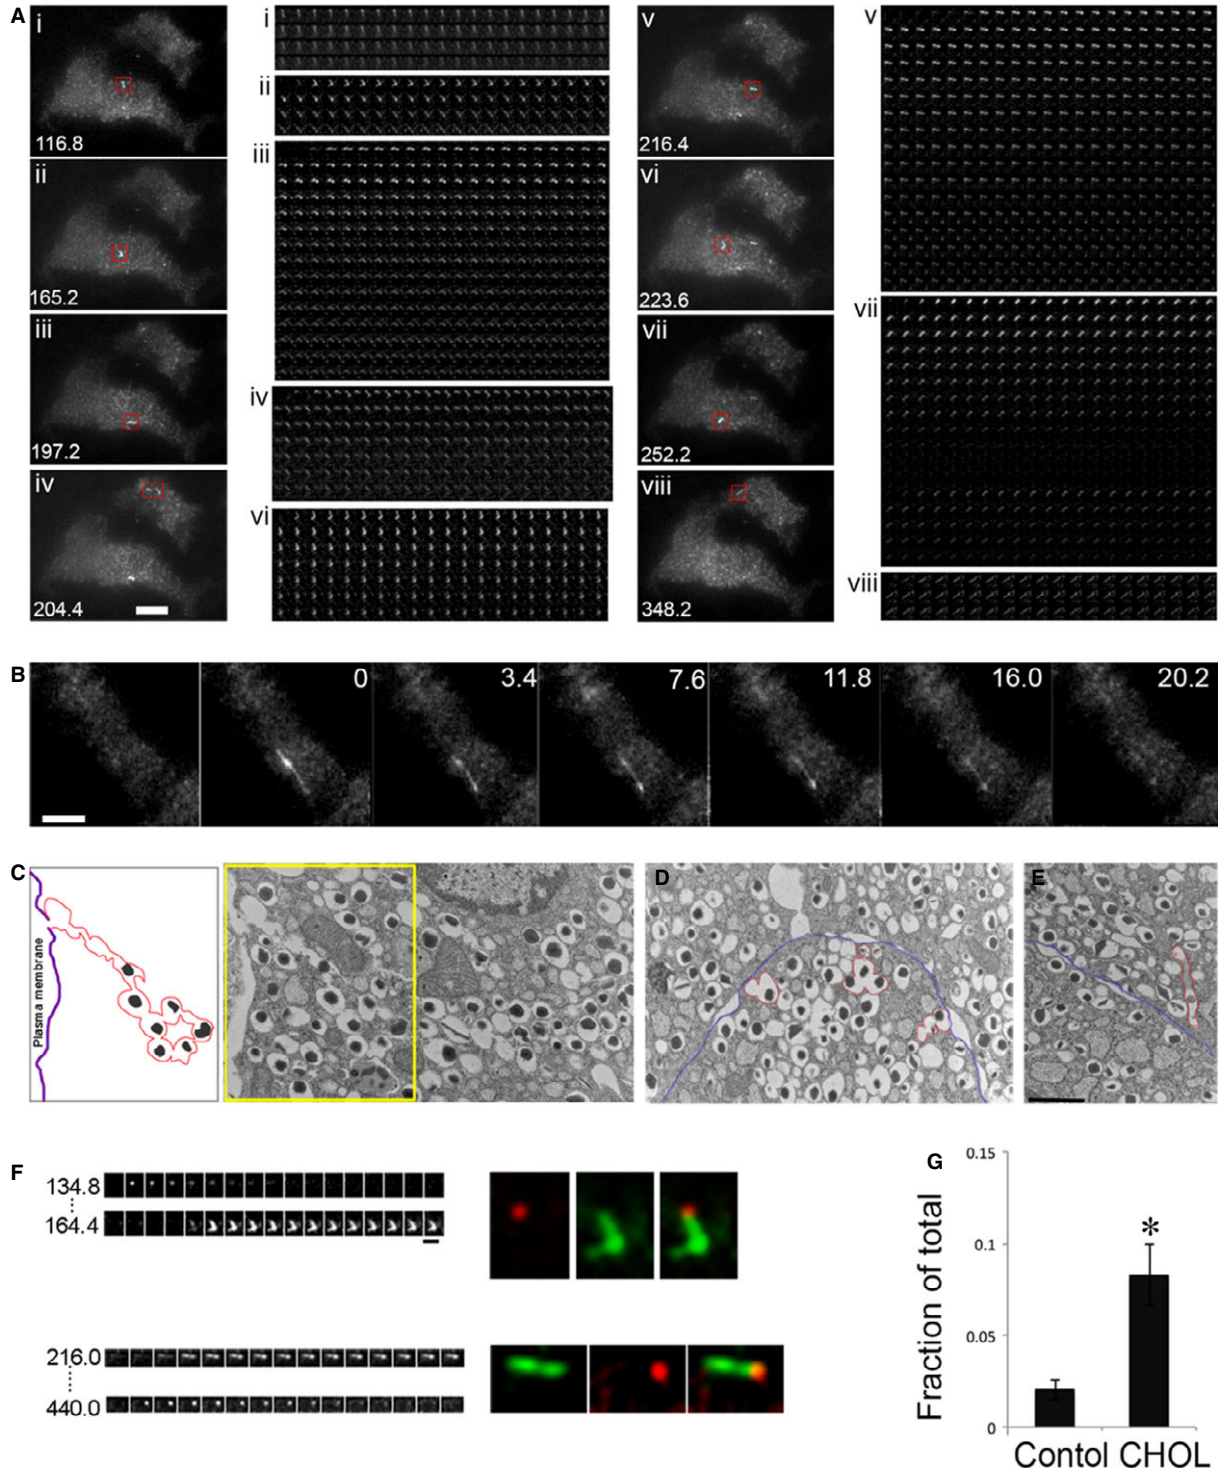 A
i
116.8
ii
165.2
iii
197.2
iv
204.4
i
ii
iii
iv
vi
v
216.4
vi
223.6
vii
252.2
viii
348.2
v
vii
viii
B
0
3.4
7.6
11.8
16.0
20.2
C
Plasma membrane
D
E
F
134.8
164.4
216.0
440.0
G
Fraction of total
0.15
0.1
0.05
0
*
Contol CHOL